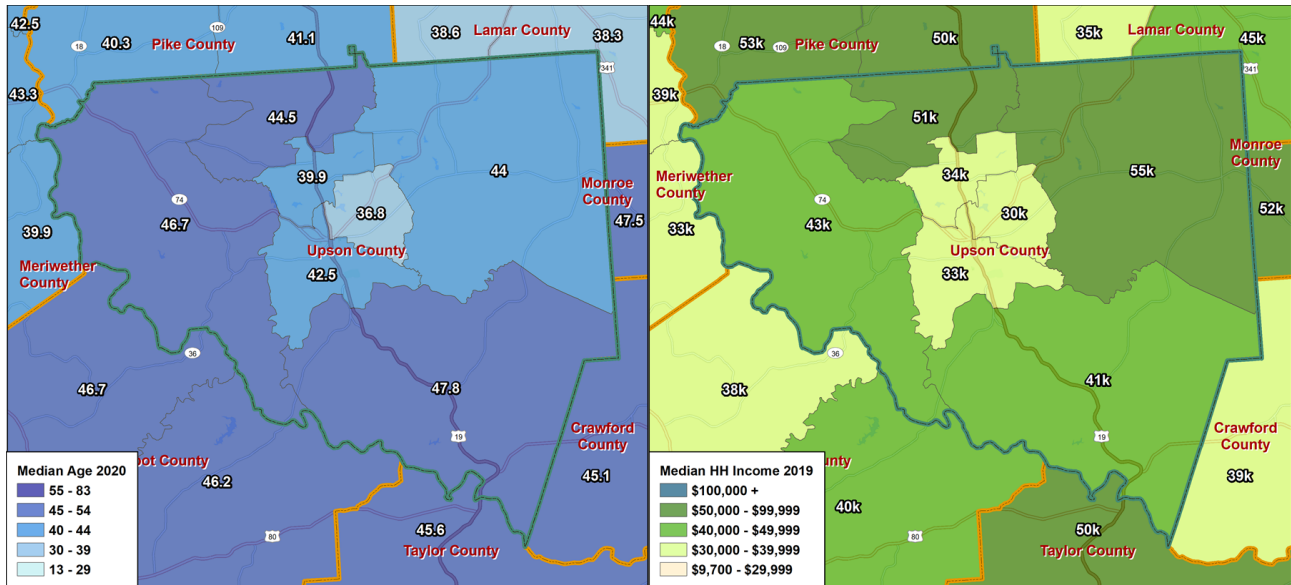 42.5
40.3
109
41.1
38.6
Lamar County
38.3
18
Pike County
341
43.3
44.5
39.9
44
Monroe
County
74
36.8
47.5
46.7
39.9
Upson County
Meriwether
County
42.5
36
46.7
47.8
19
Crawford
County
45.1
ot County
46.2
45.6
80
Taylor County
Median Age 2020
55 - 83
45 - 54
40 - 44
30 - 39
13 - 29
44k
53k
50k
35k
Lamar County
45k
18
109
Pike County
341
39k
51k
34k
55k
Monroe
County
Meriwether
County
74
30k
52k
33k
43k
Upson County
33k
36
38k
41k
19
Crawford
County
39k
County
40k
50k
80
Taylor County
Median HH Income 2019
$100,000 +
$50,000 - $99,999
$40,000 - $49,999
$30,000 - $39,999
$9,700 - $29,999